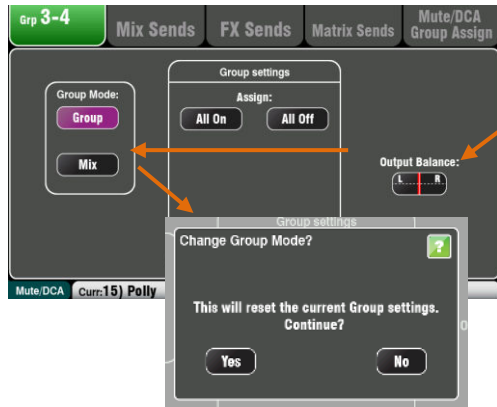 Grp 3-4
Mix Sends
FX Sends
Matrix Sends
Mute/DCA
Group Assign
Group settings
Group Mode:
Assign:
Group
All On
All Off
Mix
Output Balance:
L R
Group settings
Change Group Mode?
?
This will reset the current Group settings.
Continue?
Yes
No
Mute/DCA
Curr:15) Polly